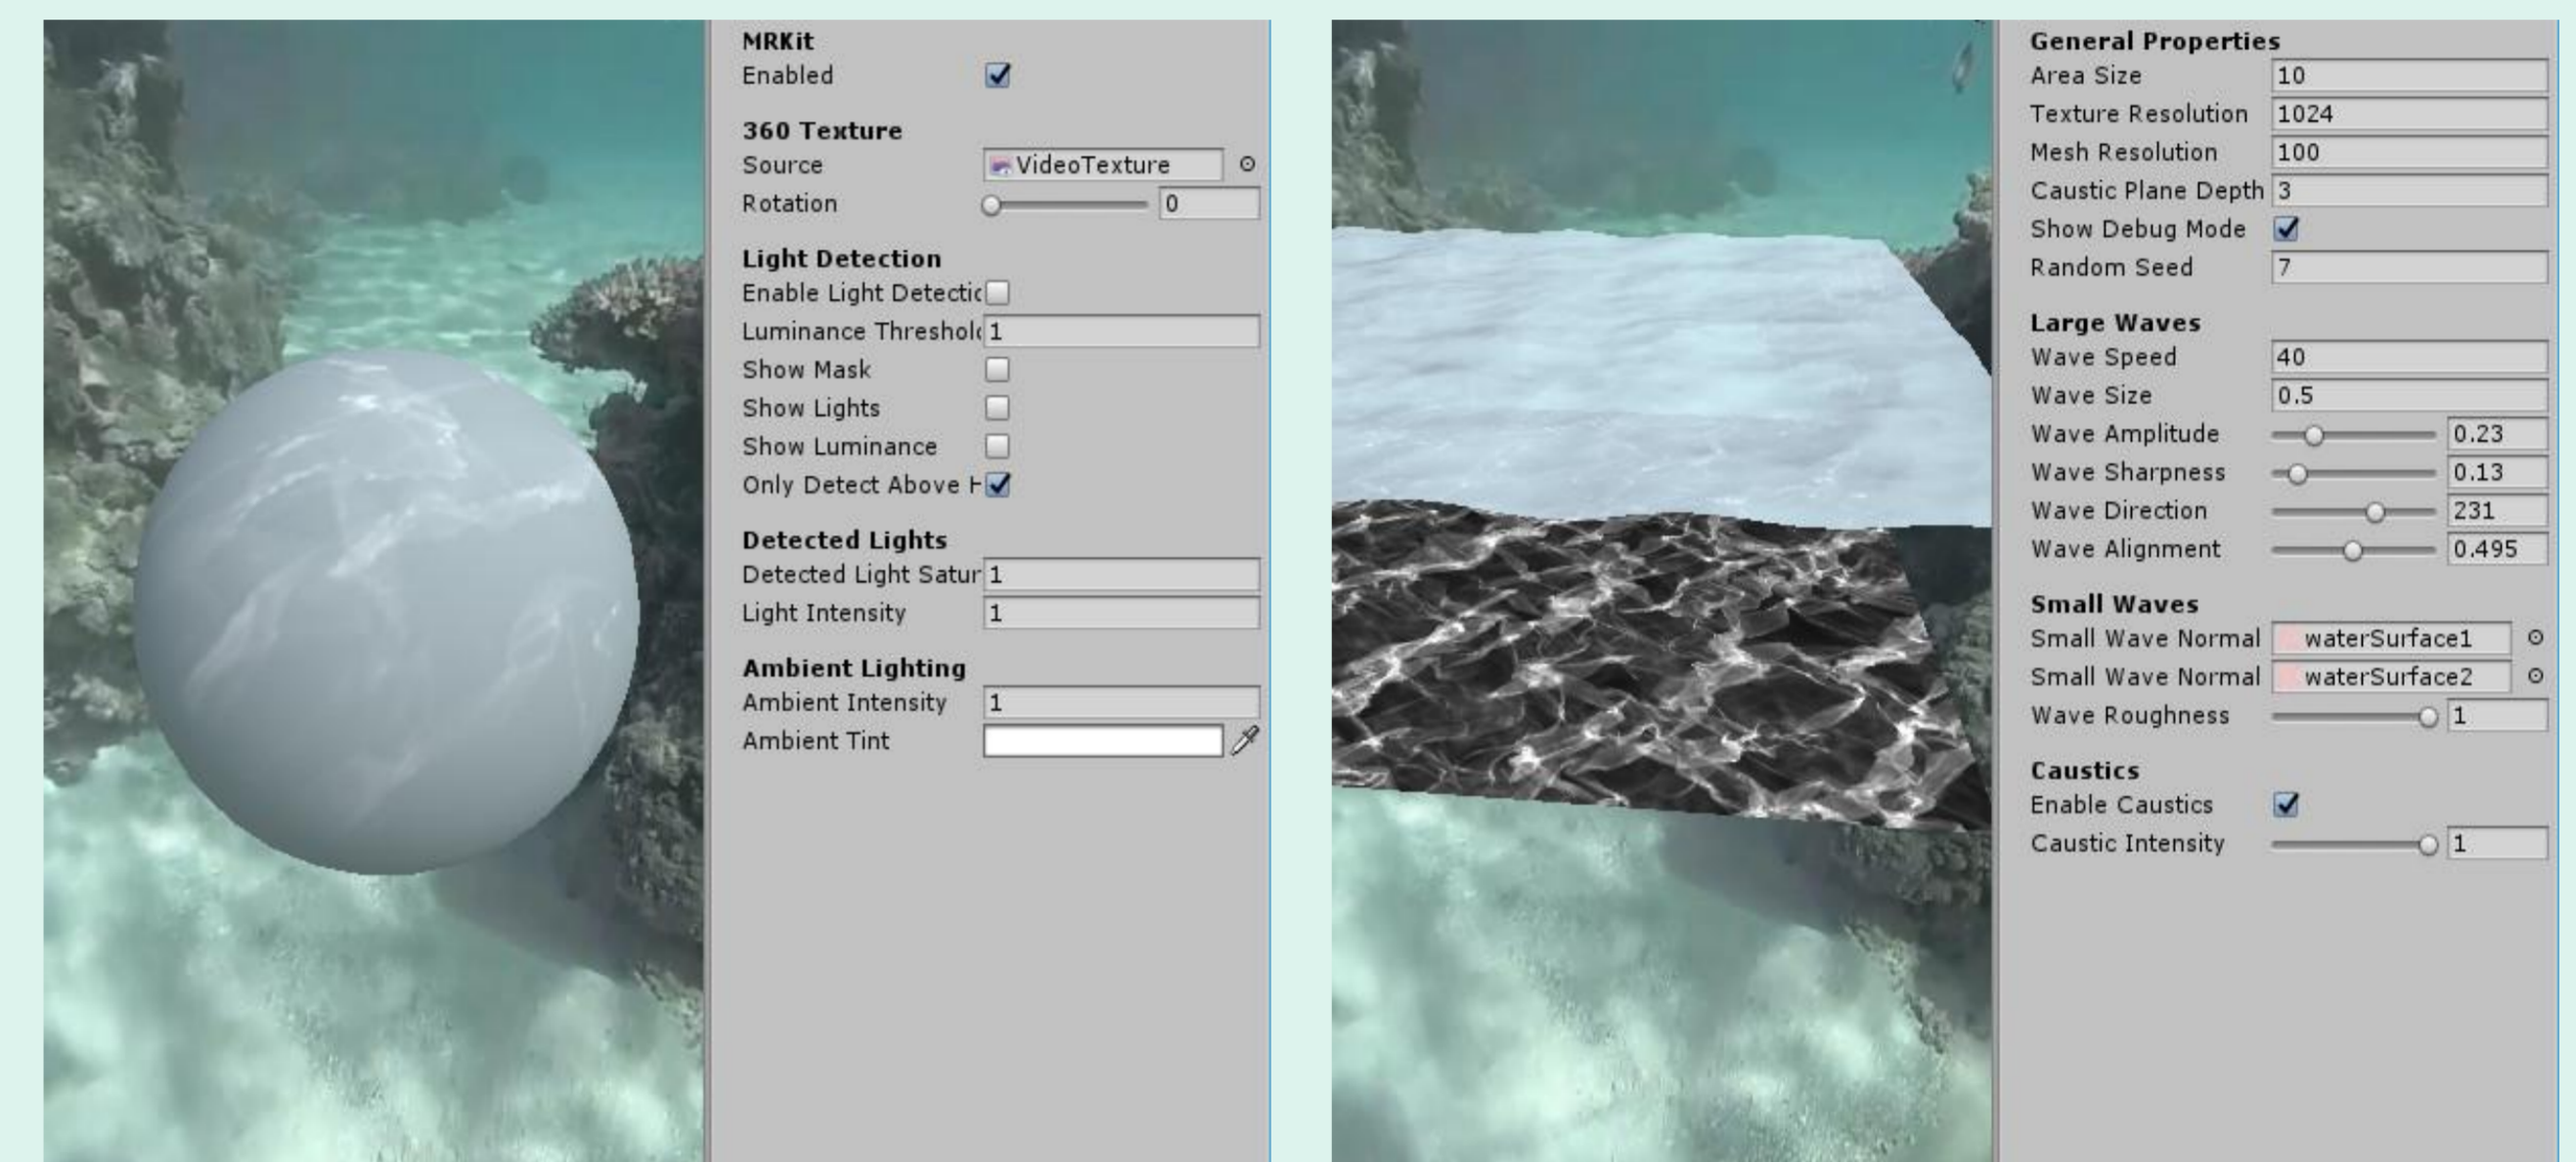 MRKit
Enabled
360 Texture
Source VideoTexture
Rotation 0
Light Detection
Enable Light Detectic
Luminance Threshol 1
Show Mask
Show Lights
Show Luminance
Only Detect Above H
Detected Lights
Detected Light Satur 1
Light Intensity 1
Ambient Lighting
Ambient Intensity 1
Ambient Tint
General Properties
Area Size 10
Texture Resolution 1024
Mesh Resolution 100
Caustic Plane Depth 3
Show Debug Mode
Random Seed 7
Large Waves
Wave Speed 40
Wave Size 0.5
Wave Amplitude 0.23
Wave Sharpness 0.13
Wave Direction 231
Wave Alignment 0.495
Small Waves
Small Wave Normal waterSurface1
Small Wave Normal waterSurface2
Wave Roughness 1
Caustics
Enable Caustics
Caustic Intensity 1